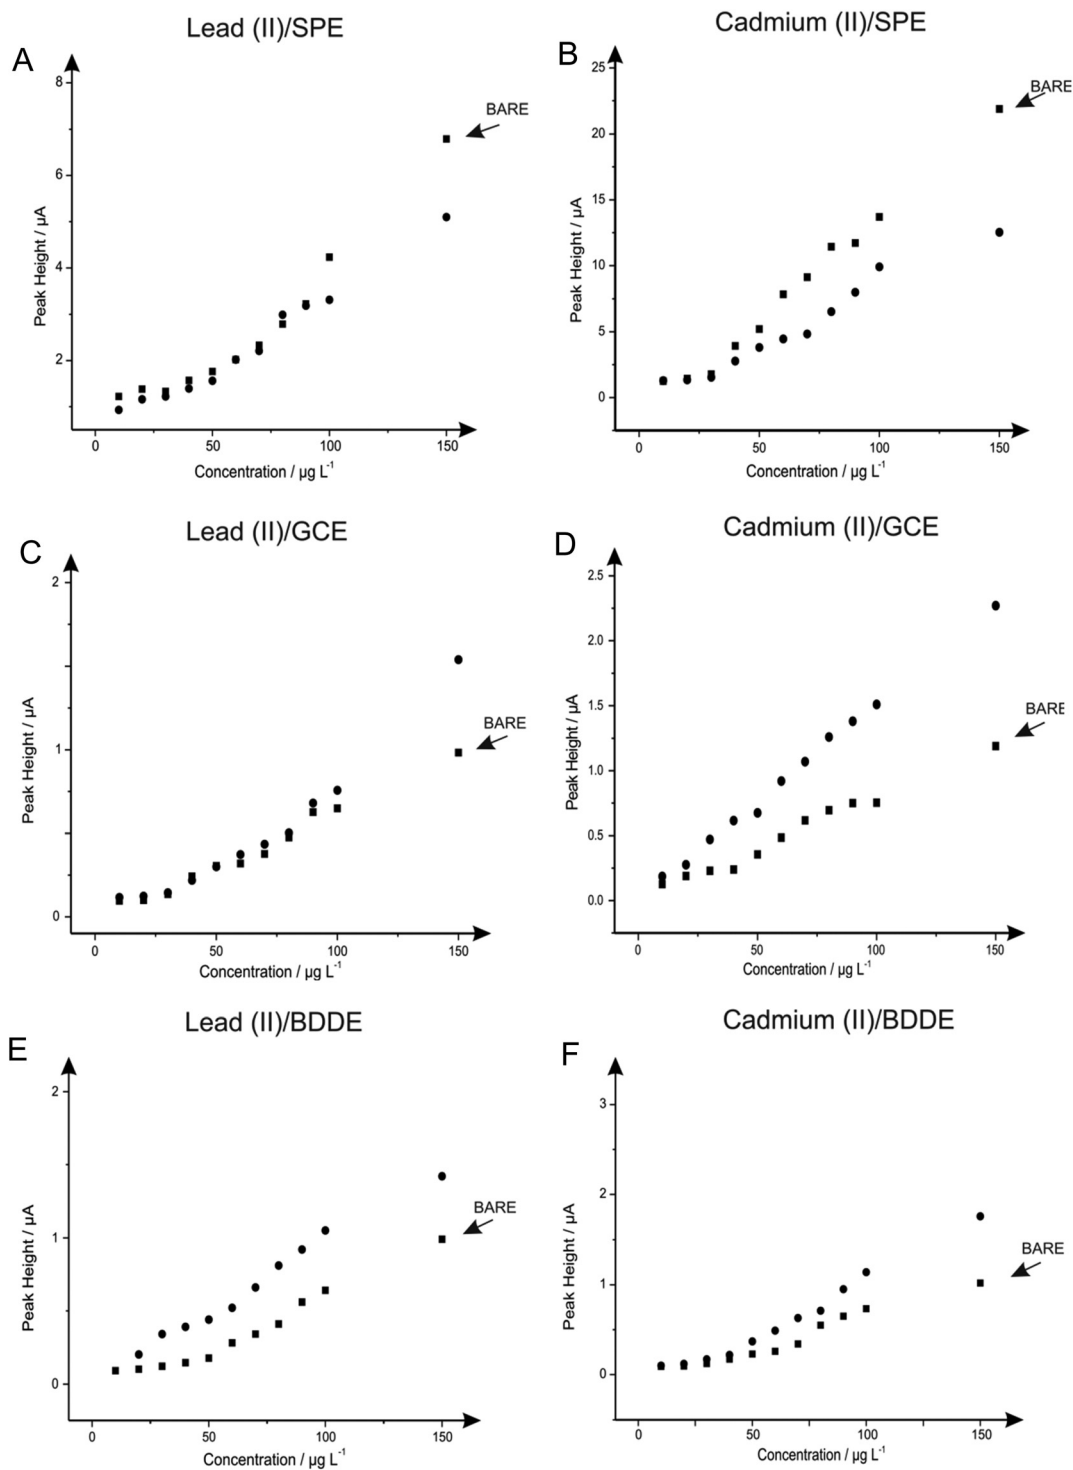 Lead (II)/SPE
A
8
6
4
2
0
50
100
150
Peak Height / µA
Concentration / µg L⁻¹
BARE
Cadmium (II)/SPE
B
25
20
15
10
5
0
0
50
100
150
Peak Height / µA
Concentration / µg L⁻¹
BARE
Lead (II)/GCE
C
2
1
0
0
50
100
150
Peak Height / µA
Concentration / µg L⁻¹
BARE
Cadmium (II)/GCE
D
2.5
2.0
1.5
1.0
0.5
0.0
0
50
100
150
Peak Height / µA
Concentration / µg L⁻¹
BARE
Lead (II)/BDDE
E
2
1
0
0
50
100
150
Peak Height / µA
Concentration / µg L⁻¹
BARE
Cadmium (II)/BDDE
F
3
2
1
0
0
50
100
150
Peak Height / µA
Concentration / µg L⁻¹
BARE